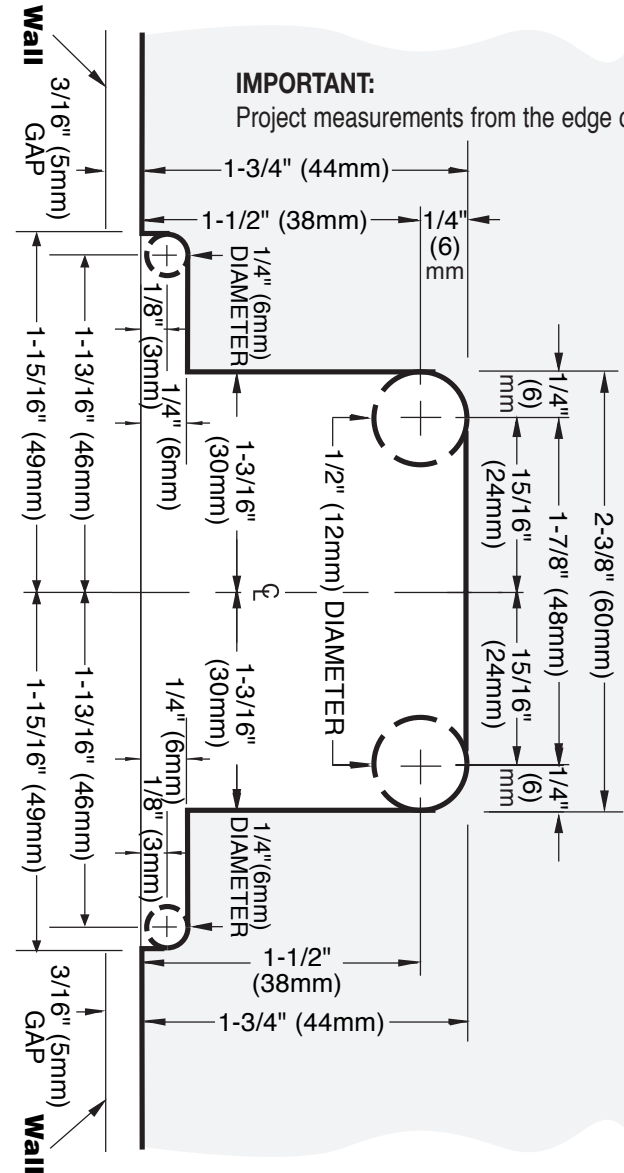 Wall
3/16" (5mm)
GAP
IMPORTANT:
Project measurements from the edge o
1-3/4" (44mm)
1-1/2" (38mm)
1/4"
(6)
mm
1/4" (6mm)
DIAMETER
1/8" (3mm)
1/4" (6mm)
1-15/16" (49mm)
1-13/16" (46mm)
1-3/16"
(30mm)
1/2" (12mm) DIAMETER
1/4"
(6)
mm
15/16"
(24mm)
1-7/8" (48mm)
2-3/8" (60mm)
CL
1-15/16" (49mm)
1-13/16" (46mm)
1-3/16"
(30mm)
15/16"
(24mm)
1/4"
(6)
mm
1/4" (6mm)
1/8" (3mm)
1/4"(6mm)
DIAMETER
1-1/2"
(38mm)
1-3/4" (44mm)
3/16" (5mm)
GAP
Wall